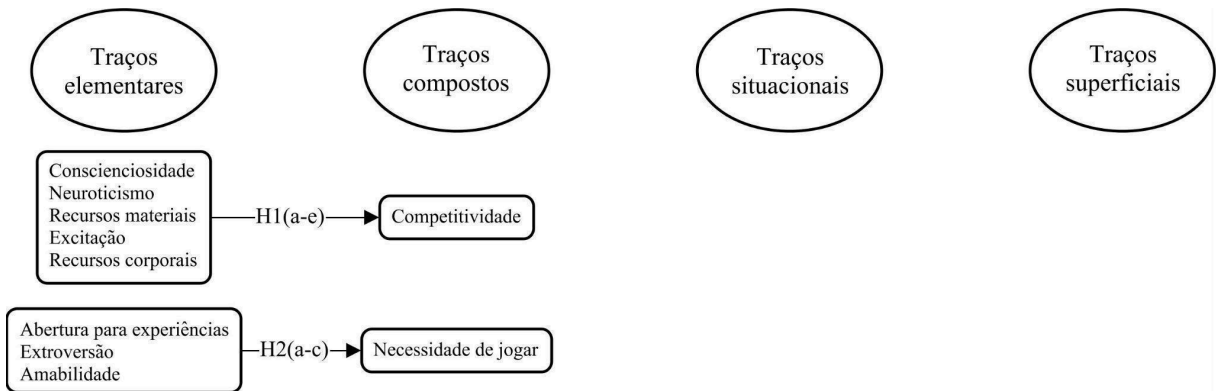 Traços
elementares
Traços
compostos
Traços
situacionais
Traços
superficiais
Conscienciosidade
Neuroticismo
Recursos materiais
Excitação
Recursos corporais
H1(a-e)
Competitividade
Abertura para experiências
Extroversão
Amabilidade
H2(a-c)
Necessidade de jogar